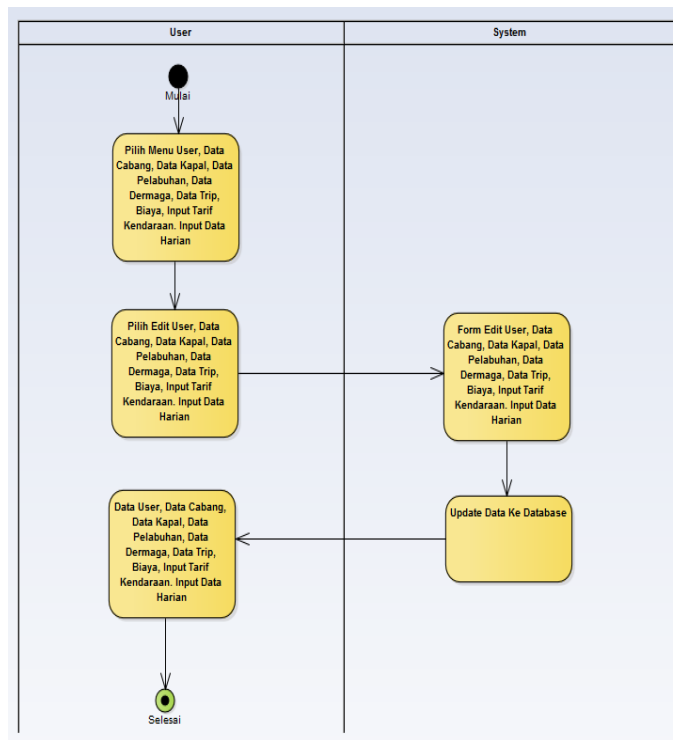 User
System
Mulai
Pilih Menu User, Data
Cabang, Data Kapal, Data
Pelabuhan, Data
Dermaga, Data Trip,
Biaya, Input Tarif
Kendaraan. Input Data
Harian
Pilih Edit User, Data
Cabang, Data Kapal, Data
Pelabuhan, Data
Dermaga, Data Trip,
Biaya, Input Tarif
Kendaraan. Input Data
Harian
Form Edit User, Data
Cabang, Data Kapal, Data
Pelabuhan, Data
Dermaga, Data Trip,
Biaya, Input Tarif
Kendaraan. Input Data
Harian
Update Data Ke Database
Data User, Data Cabang,
Data Kapal, Data
Pelabuhan, Data
Dermaga, Data Trip,
Biaya, Input Tarif
Kendaraan. Input Data
Harian
Selesai